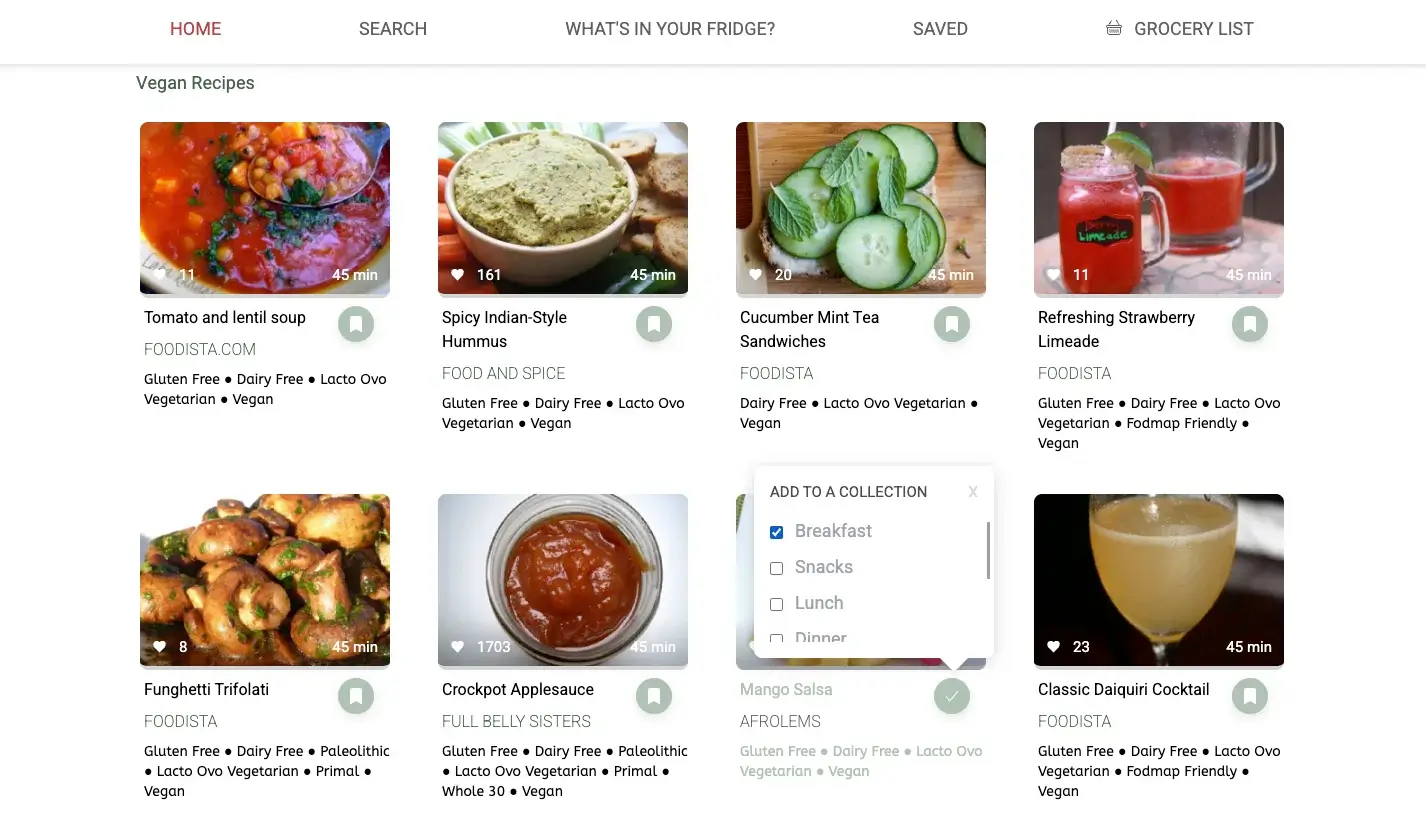 HOME SEARCH WHAT'S IN YOUR FRIDGE? SAVED GROCERY LIST
Vegan Recipes
11 45 min
161 45 min
20 45 min
Limeade
11 45 min
Tomato and lentil soup
FOODISTA.COM
Gluten Free ● Dairy Free ● Lacto Ovo
Vegetarian ● Vegan
Spicy Indian-Style
Hummus
FOOD AND SPICE
Gluten Free ● Dairy Free ● Lacto Ovo
Vegetarian ● Vegan
Cucumber Mint Tea
Sandwiches
FOODISTA
Dairy Free ● Lacto Ovo Vegetarian ●
Vegan
Refreshing Strawberry
Limeade
FOODISTA
Gluten Free ● Dairy Free ● Lacto Ovo
Vegetarian ● Fodmap Friendly ●
Vegan
8 45 min
1703 45 min
ADD TO A COLLECTION X
Breakfast
Snacks
Lunch
Dinner
23 45 min
Funghetti Trifolati
FOODISTA
Gluten Free ● Dairy Free ● Paleolithic
● Lacto Ovo Vegetarian ● Primal ●
Vegan
Crockpot Applesauce
FULL BELLY SISTERS
Gluten Free ● Dairy Free ● Paleolithic
● Lacto Ovo Vegetarian ● Primal ●
Whole 30 ● Vegan
Mango Salsa
AFROLEMS
Gluten Free ● Dairy Free ● Lacto Ovo
Vegetarian ● Vegan
Classic Daiquiri Cocktail
FOODISTA
Gluten Free ● Dairy Free ● Lacto Ovo
Vegetarian ● Fodmap Friendly ●
Vegan